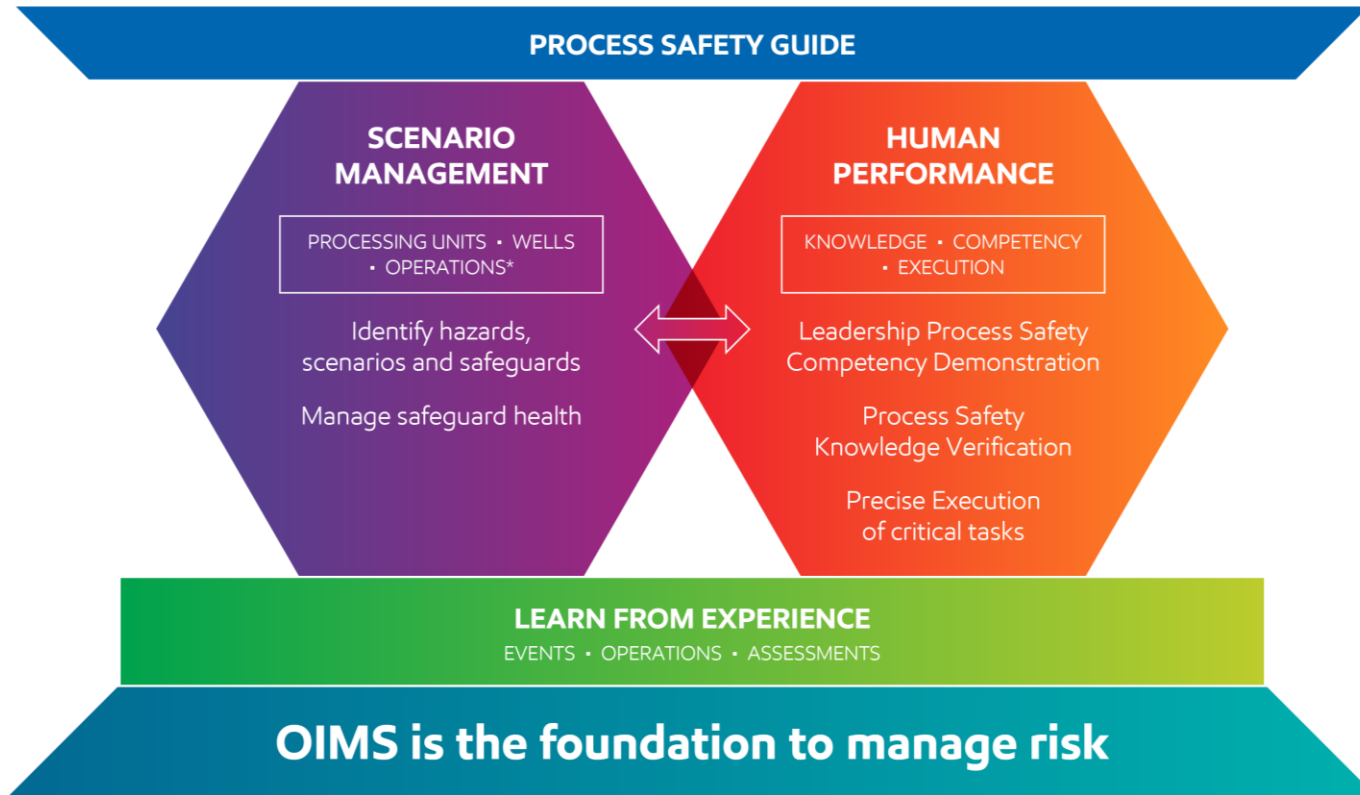 PROCESS SAFETY GUIDE
SCENARIO
MANAGEMENT
PROCESSING UNITS • WELLS
• OPERATIONS*
Identify hazards,
scenarios and safeguards
Manage safeguard health
HUMAN
PERFORMANCE
KNOWLEDGE • COMPETENCY
• EXECUTION
Leadership Process Safety
Competency Demonstration
Process Safety
Knowledge Verification
Precise Execution
of critical tasks
LEARN FROM EXPERIENCE
EVENTS • OPERATIONS • ASSESSMENTS
OIMS is the foundation to manage risk